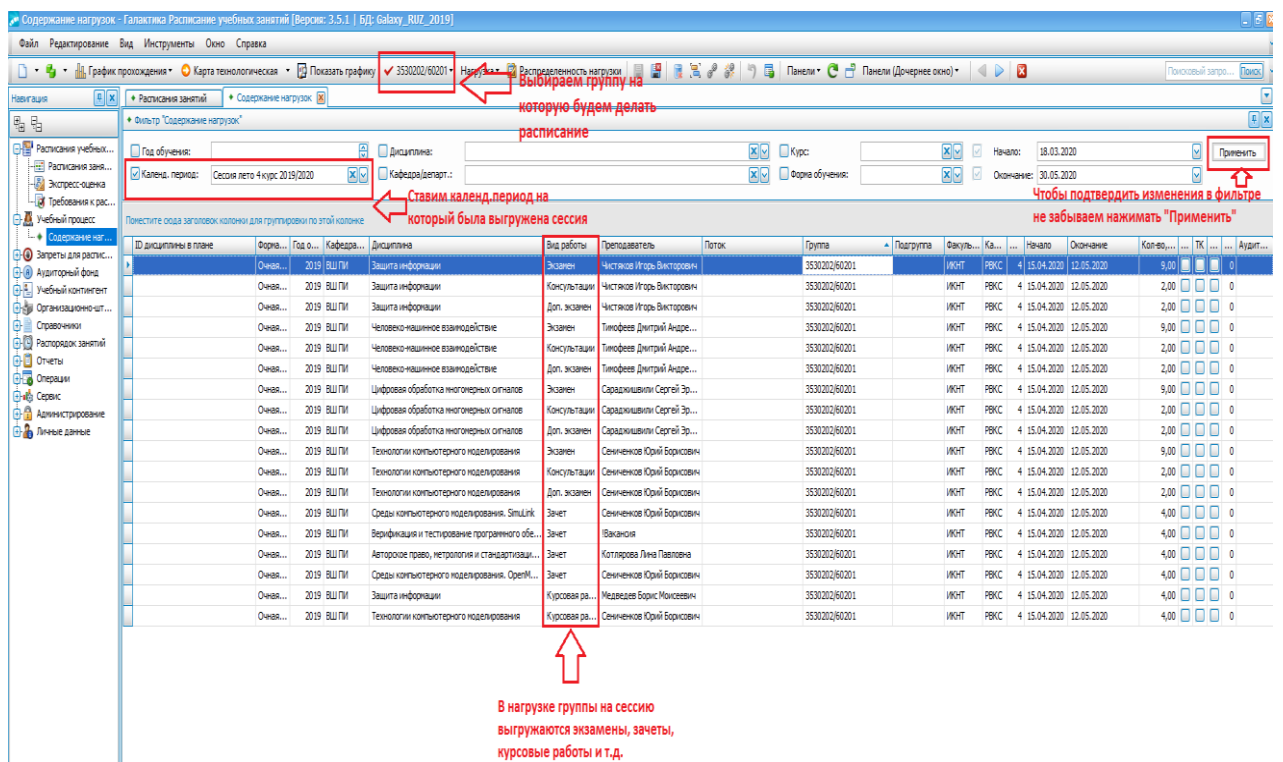 Содержание нагрузок - Галактика Расписание учебных занятий [Версия: 3.5.1 | БД: Galaxy_RUZ_2019]
Файл Редактирование Вид Инструменты Окно Справка
График прохождения Карта технологическая Показать графику 3530202/60201 Нагрузка Распределенность нагрузки Панели Панели (Дочернее окно) Поисковый запро... Поиск
Выбираем группу на
которую будем делать
расписание
Навигация
Расписания занятий Содержание нагрузок
Фильтр "Содержание нагрузок"
Расписания учебных...
Расписания заня...
Экспресс-оценка
Требования к рас...
Учебный процесс
Содержание наг...
Запреты для распис...
Аудиторный фонд
Учебный контингент
Организационно-шт...
Справочники
Распорядок занятий
Отчеты
Операции
Сервис
Администрирование
Личные данные
Год обучения: Дисциплина: Курс: Начало: 18.03.2020 Применить
Календ. период: Сессия лето 4 курс 2019/2020 Кафедра/департ.: Форма обучения: Окончание: 30.05.2020
Ставим календ.период на
который была выгружена сессия
Чтобы подтвердить изменения в фильтре
не забываем нажимать "Применить"
Поместите сюда заголовок колонки для группировки по этой колонке
ID дисциплины в плане Форма... Год о... Кафедра... Дисциплина Вид работы Преподаватель Поток Группа Подгруппа Факуль... Ка... ... Начало Окончание Кол-во,... ... ТК ... ... Аудит...
Очная... 2019 ВШ ПИ Защита информации Экзамен Чистяков Игорь Викторович 3530202/60201 ИКНТ РВКС 4 15.04.2020 12.05.2020 9,00 0
Очная... 2019 ВШ ПИ Защита информации Консультации Чистяков Игорь Викторович 3530202/60201 ИКНТ РВКС 4 15.04.2020 12.05.2020 2,00 0
Очная... 2019 ВШ ПИ Защита информации Доп. экзамен Чистяков Игорь Викторович 3530202/60201 ИКНТ РВКС 4 15.04.2020 12.05.2020 2,00 0
Очная... 2019 ВШ ПИ Человеко-машинное взаимодействие Экзамен Тимофеев Дмитрий Андре... 3530202/60201 ИКНТ РВКС 4 15.04.2020 12.05.2020 9,00 0
Очная... 2019 ВШ ПИ Человеко-машинное взаимодействие Консультации Тимофеев Дмитрий Андре... 3530202/60201 ИКНТ РВКС 4 15.04.2020 12.05.2020 2,00 0
Очная... 2019 ВШ ПИ Человеко-машинное взаимодействие Доп. экзамен Тимофеев Дмитрий Андре... 3530202/60201 ИКНТ РВКС 4 15.04.2020 12.05.2020 2,00 0
Очная... 2019 ВШ ПИ Цифровая обработка многомерных сигналов Экзамен Сараджишвили Сергей Эр... 3530202/60201 ИКНТ РВКС 4 15.04.2020 12.05.2020 9,00 0
Очная... 2019 ВШ ПИ Цифровая обработка многомерных сигналов Консультации Сараджишвили Сергей Эр... 3530202/60201 ИКНТ РВКС 4 15.04.2020 12.05.2020 2,00 0
Очная... 2019 ВШ ПИ Цифровая обработка многомерных сигналов Доп. экзамен Сараджишвили Сергей Эр... 3530202/60201 ИКНТ РВКС 4 15.04.2020 12.05.2020 2,00 0
Очная... 2019 ВШ ПИ Технологии компьютерного моделирования Экзамен Сениченков Юрий Борисович 3530202/60201 ИКНТ РВКС 4 15.04.2020 12.05.2020 9,00 0
Очная... 2019 ВШ ПИ Технологии компьютерного моделирования Консультации Сениченков Юрий Борисович 3530202/60201 ИКНТ РВКС 4 15.04.2020 12.05.2020 2,00 0
Очная... 2019 ВШ ПИ Технологии компьютерного моделирования Доп. экзамен Сениченков Юрий Борисович 3530202/60201 ИКНТ РВКС 4 15.04.2020 12.05.2020 2,00 0
Очная... 2019 ВШ ПИ Среды компьютерного моделирования. SimuLink Зачет Сениченков Юрий Борисович 3530202/60201 ИКНТ РВКС 4 15.04.2020 12.05.2020 4,00 0
Очная... 2019 ВШ ПИ Верификация и тестирование программного обе... Зачет !Вакансия 3530202/60201 ИКНТ РВКС 4 15.04.2020 12.05.2020 4,00 0
Очная... 2019 ВШ ПИ Авторское право, метрология и стандартизаци... Зачет Котлярова Лина Павловна 3530202/60201 ИКНТ РВКС 4 15.04.2020 12.05.2020 4,00 0
Очная... 2019 ВШ ПИ Среды компьютерного моделирования. OpenM... Зачет Сениченков Юрий Борисович 3530202/60201 ИКНТ РВКС 4 15.04.2020 12.05.2020 4,00 0
Очная... 2019 ВШ ПИ Защита информации Курсовая ра... Медведев Борис Моисеевич 3530202/60201 ИКНТ РВКС 4 15.04.2020 12.05.2020 4,00 0
Очная... 2019 ВШ ПИ Технологии компьютерного моделирования Курсовая ра... Сениченков Юрий Борисович 3530202/60201 ИКНТ РВКС 4 15.04.2020 12.05.2020 4,00 0
В нагрузке группы на сессию
выгружаются экзамены, зачеты,
курсовые работы и т.д.